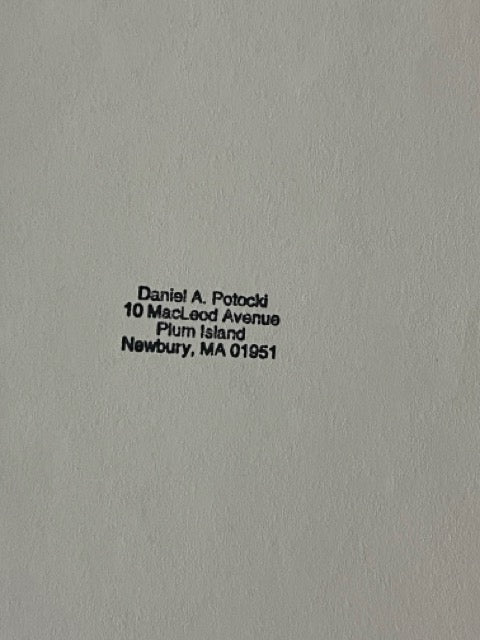 Daniel A. Potocki
10 MacLeod Avenue
Plum Island
Newbury, MA 01951